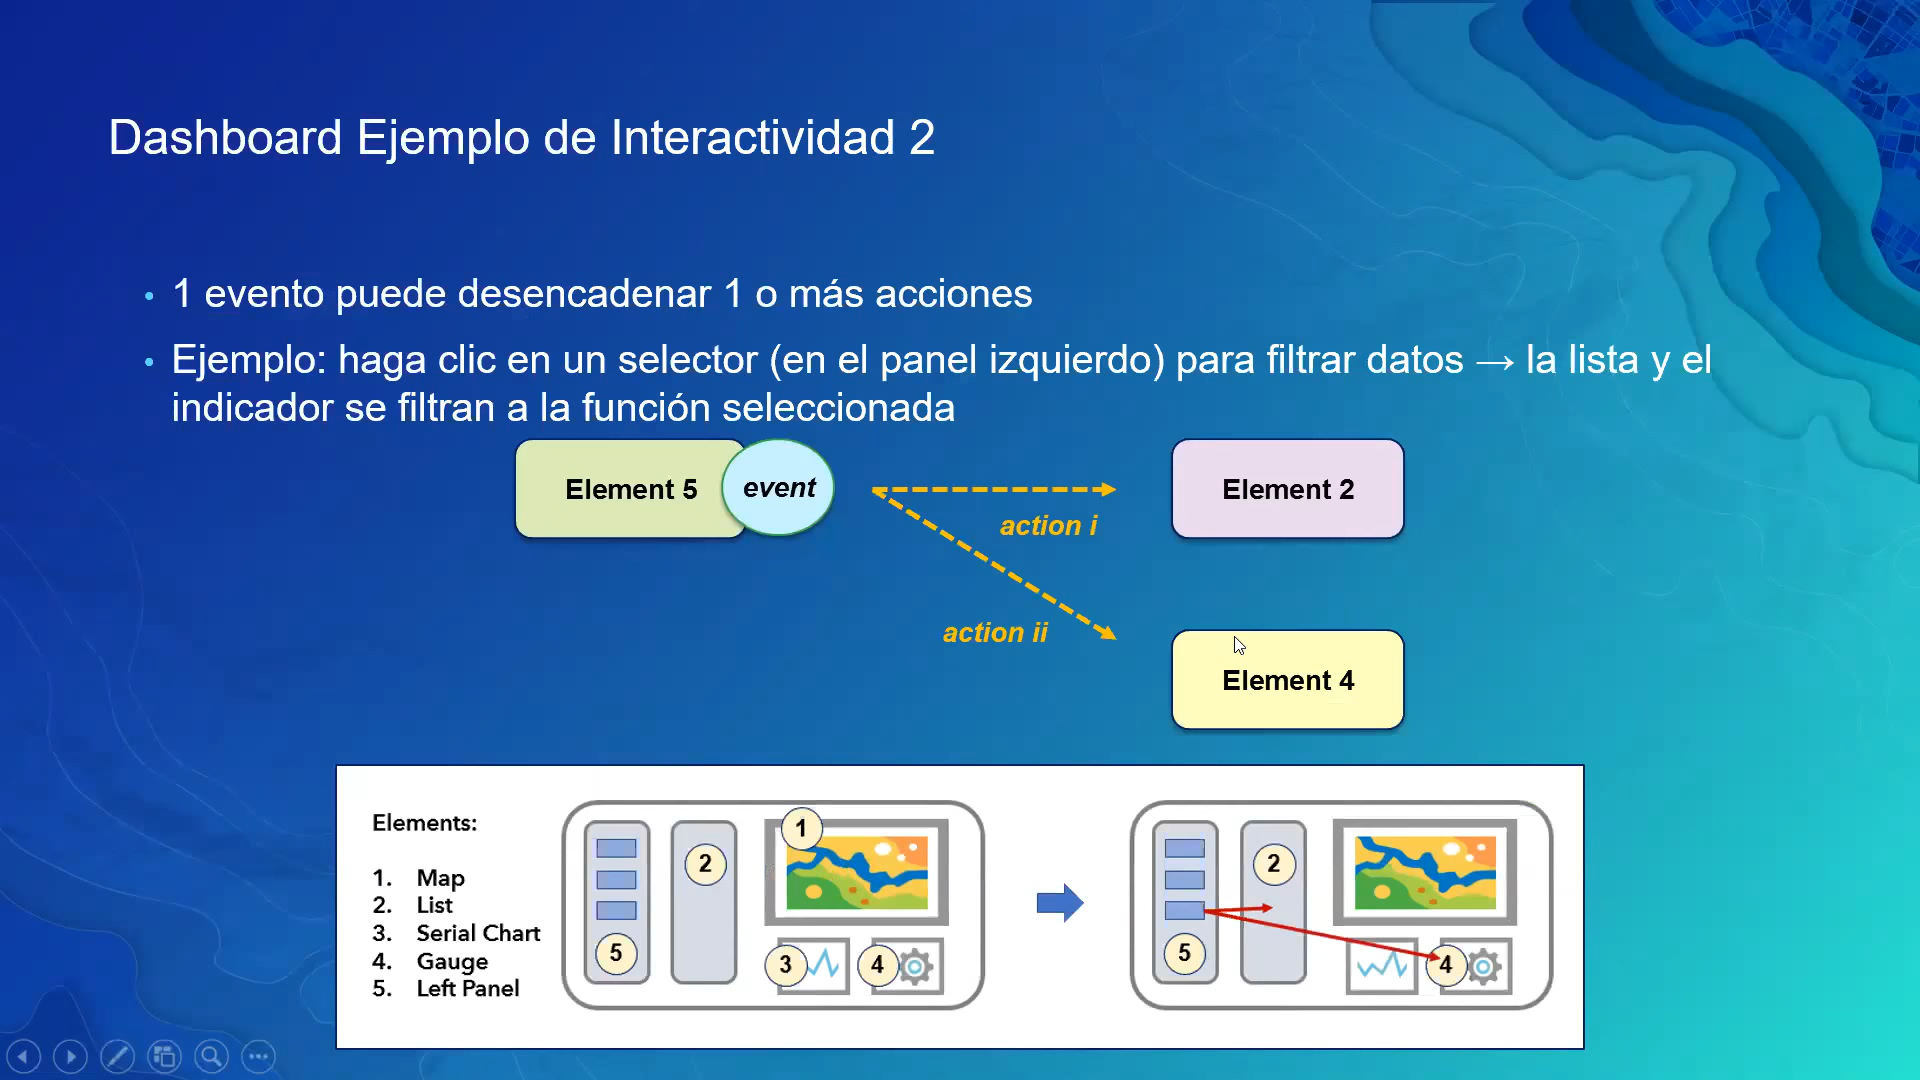 Dashboard Ejemplo de Interactividad 2
• 1 evento puede desencadenar 1 o más acciones
• Ejemplo: haga clic en un selector (en el panel izquierdo) para filtrar datos → la lista y el
indicador se filtran a la función seleccionada
Element 5
event
action i
Element 2
action ii
Element 4
Elements:
1. Map
2. List
3. Serial Chart
4. Gauge
5. Left Panel
1
2
5
3
4
2
5
4